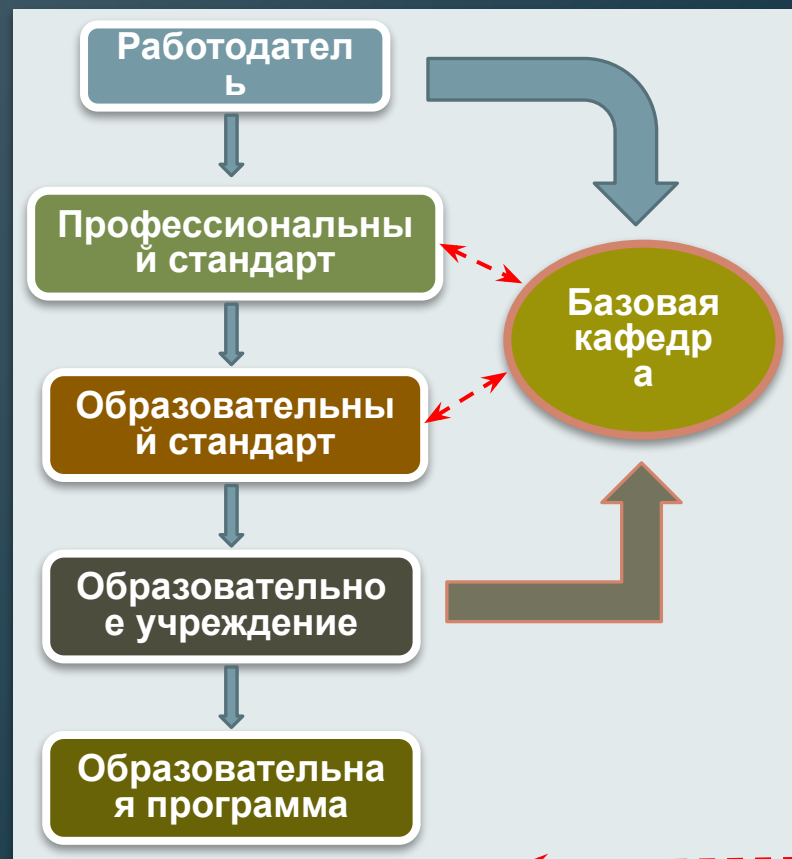 Работодател
ь
Профессиональны
й стандарт
Базовая
кафедр
а
Образовательны
й стандарт
Образовательно
е учреждение
Образовательна
я программа